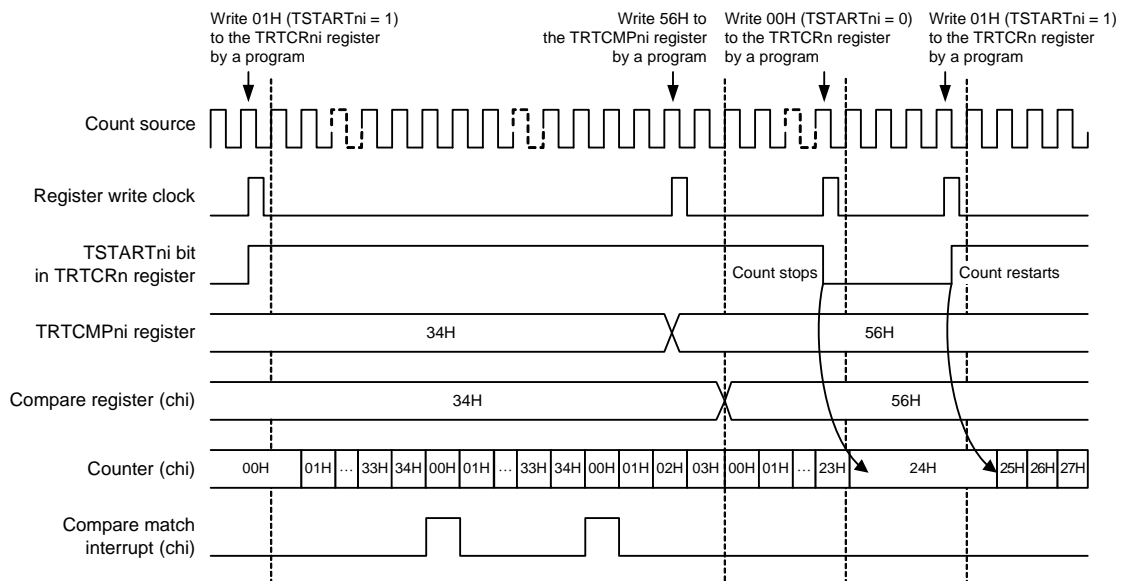 Write 01H (TSTARTni = 1)
to the TRTCRni register
by a program
Write 56H to
the TRTCMPni register
by a program
Write 00H (TSTARTni = 0)
to the TRTCRn register
by a program
Write 01H (TSTARTni = 1)
to the TRTCRn register
by a program
Count source
Register write clock
TSTARTni bit
in TRTCRn register
Count stops
Count restarts
TRTCMPni register
34H
56H
Compare register (chi)
34H
56H
Counter (chi)
00H 01H ... 33H 34H 00H 01H ... 33H 34H 00H 01H 02H 03H 00H 01H ... 23H 24H 25H 26H 27H
Compare match
interrupt (chi)